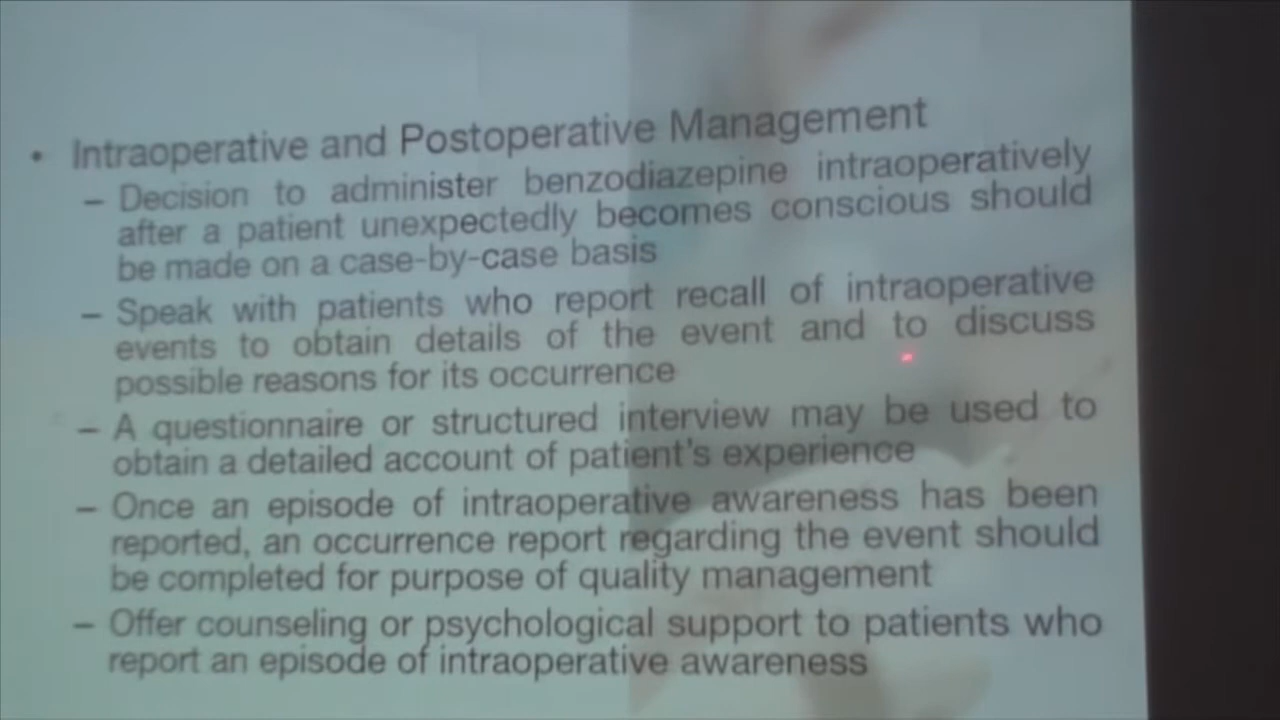 • Intraoperative and Postoperative Management
– Decision to administer benzodiazepine intraoperatively
after a patient unexpectedly becomes conscious should
be made on a case-by-case basis
– Speak with patients who report recall of intraoperative
events to obtain details of the event and to discuss
possible reasons for its occurrence
– A questionnaire or structured interview may be used to
obtain a detailed account of patient's experience
– Once an episode of intraoperative awareness has been
reported, an occurrence report regarding the event should
be completed for purpose of quality management
– Offer counseling or psychological support to patients who
report an episode of intraoperative awareness